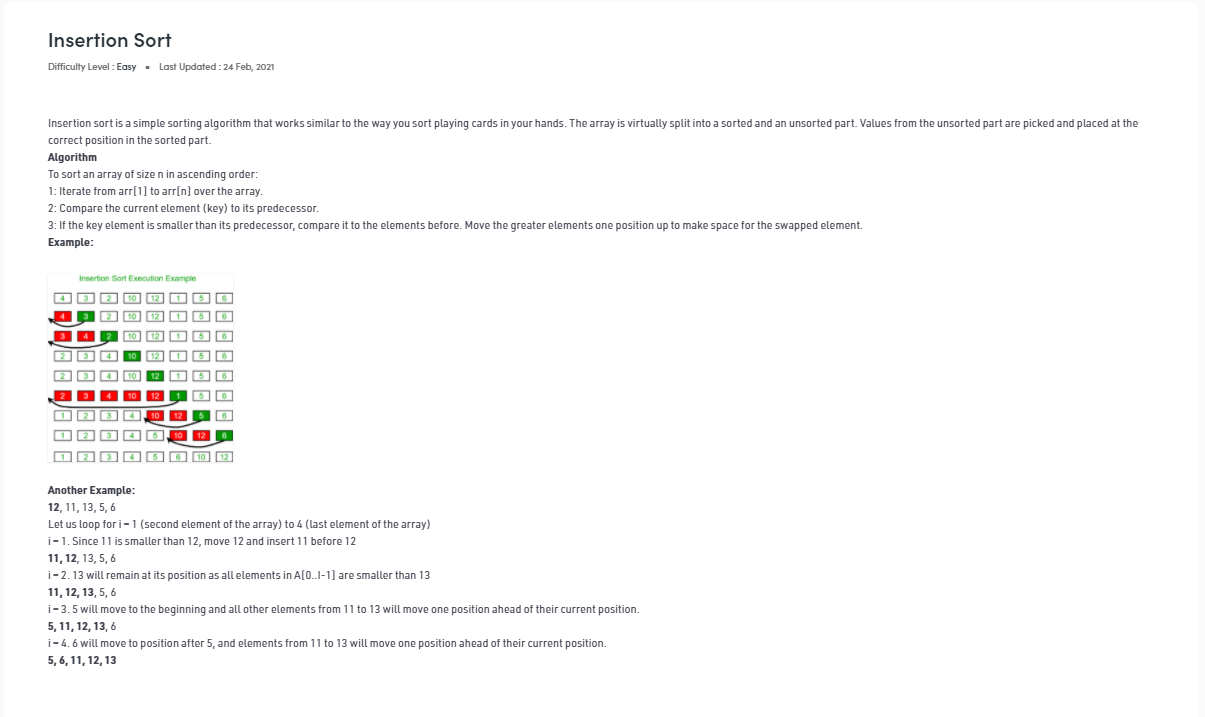 Insertion Sort
Difficulty Level : Easy ● Last Updated : 24 Feb, 2021
Insertion sort is a simple sorting algorithm that works similar to the way you sort playing cards in your hands. The array is virtually split into a sorted and an unsorted part. Values from the unsorted part are picked and placed at the
correct position in the sorted part.
Algorithm
To sort an array of size n in ascending order:
1: Iterate from arr[1] to arr[n] over the array.
2: Compare the current element (key) to its predecessor.
3: If the key element is smaller than its predecessor, compare it to the elements before. Move the greater elements one position up to make space for the swapped element.
Example:
Insertion Sort Execution Example
4 3 2 10 12 1 5 6
4 3 2 10 12 1 5 6
3 4 2 10 12 1 5 6
2 3 4 10 12 1 5 6
2 3 4 10 12 1 5 6
2 3 4 10 12 1 5 6
1 2 3 4 10 12 5 6
1 2 3 4 5 10 12 6
1 2 3 4 5 6 10 12
Another Example:
12, 11, 13, 5, 6
Let us loop for i = 1 (second element of the array) to 4 (last element of the array)
i = 1. Since 11 is smaller than 12, move 12 and insert 11 before 12
11, 12, 13, 5, 6
i = 2. 13 will remain at its position as all elements in A[0..I-1] are smaller than 13
11, 12, 13, 5, 6
i = 3. 5 will move to the beginning and all other elements from 11 to 13 will move one position ahead of their current position.
5, 11, 12, 13, 6
i = 4. 6 will move to position after 5, and elements from 11 to 13 will move one position ahead of their current position.
5, 6, 11, 12, 13